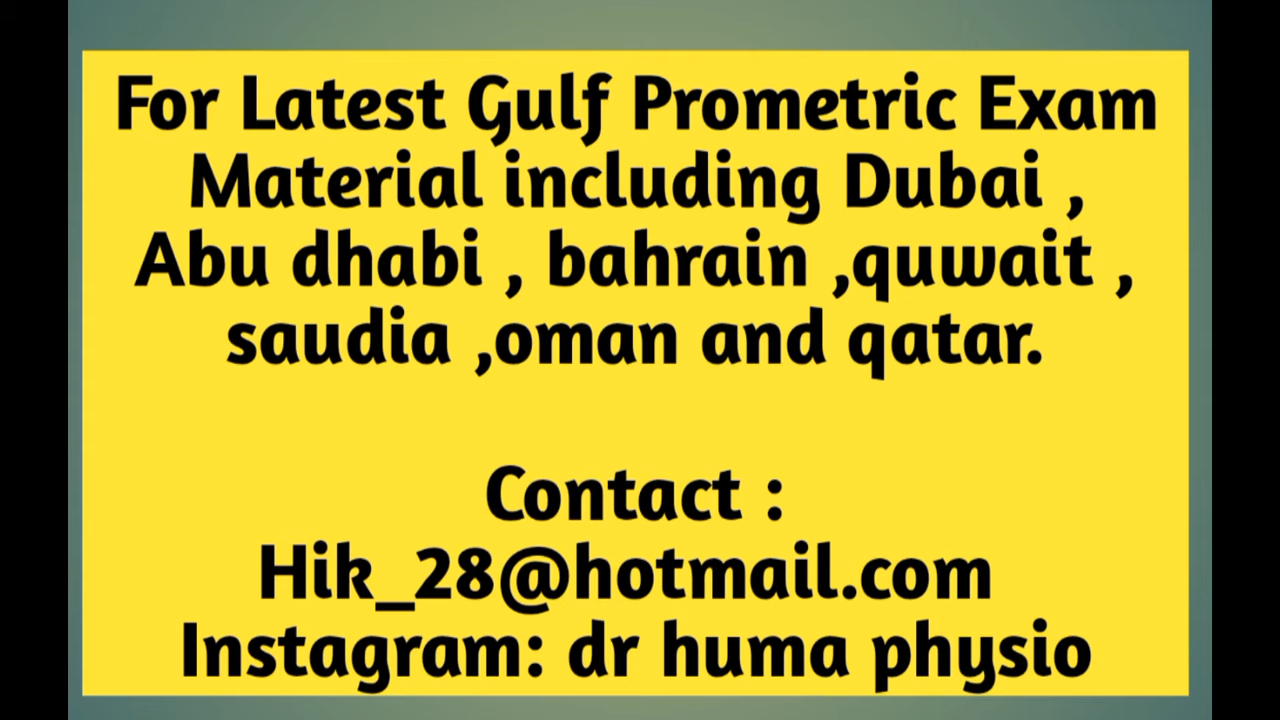 For Latest Gulf Prometric Exam
Material including Dubai ,
Abu dhabi , bahrain ,quwait ,
saudia ,oman and qatar.
Contact :
Hik_28@hotmail.com
Instagram: dr huma physio